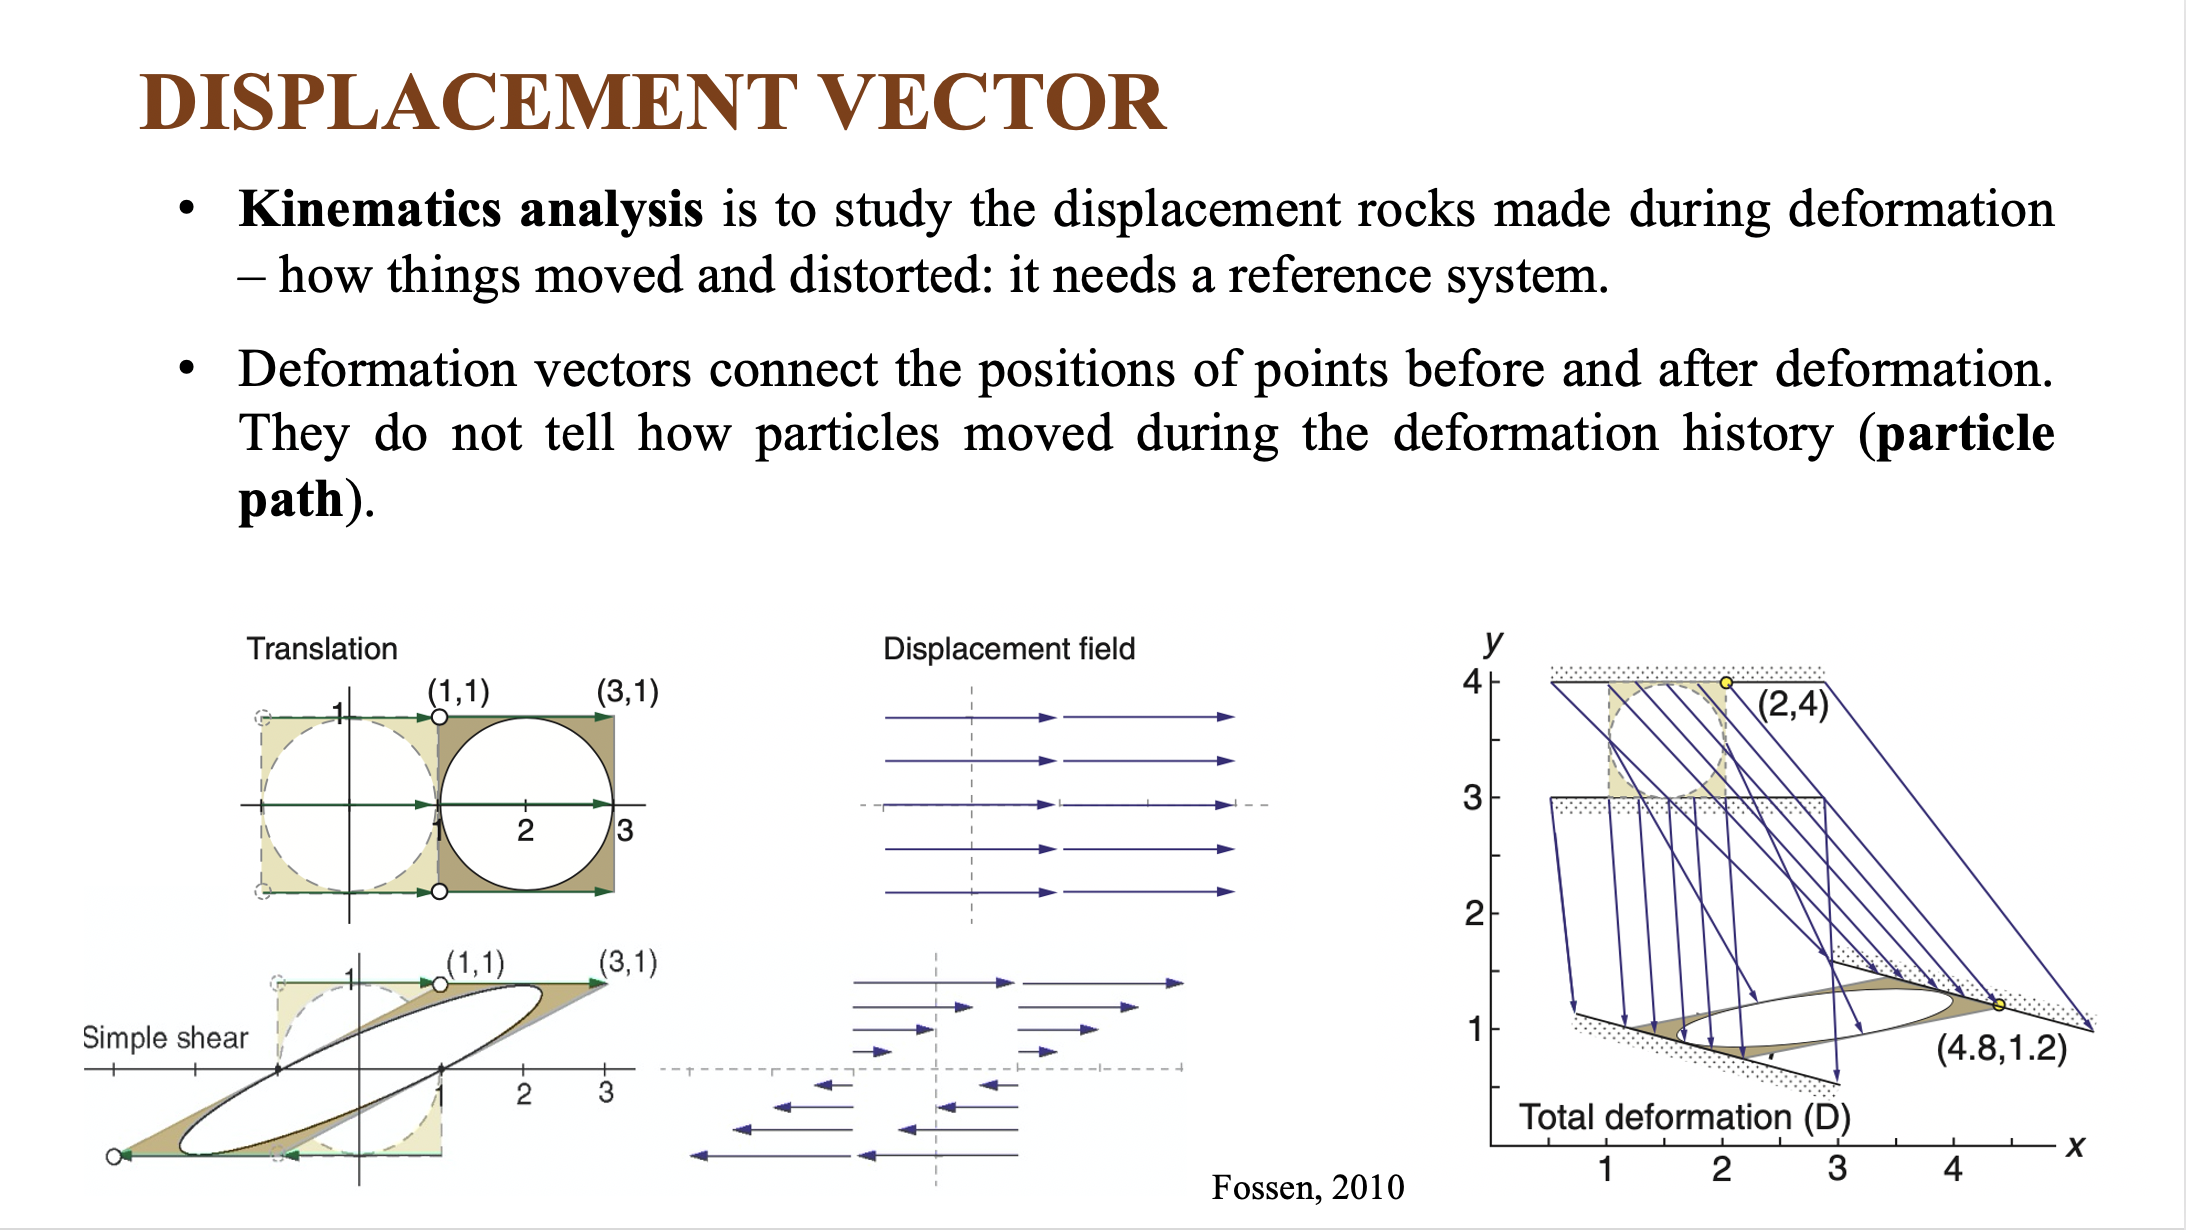 DISPLACEMENT VECTOR
• Kinematics analysis is to study the displacement rocks made during deformation
– how things moved and distorted: it needs a reference system.
• Deformation vectors connect the positions of points before and after deformation.
They do not tell how particles moved during the deformation history (particle
path).
Translation
(1,1) (3,1)
1
1 2 3
Displacement field
Simple shear
(1,1) (3,1)
1
1 2 3
y
4
(2,4)
3
2
1
(4.8,1.2)
Total deformation (D)
x
1 2 3 4
Fossen, 2010